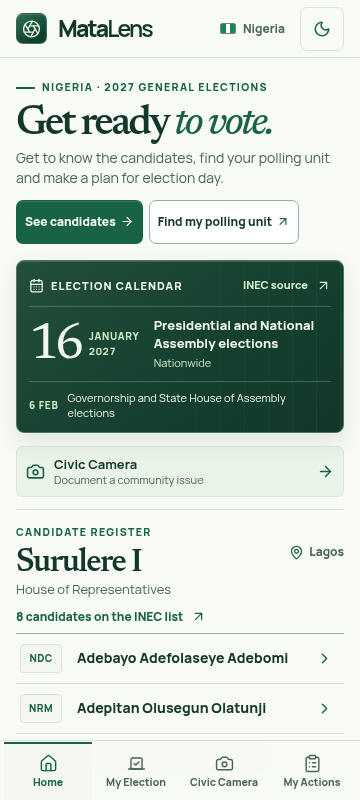 MataLens
Nigeria
NIGERIA · 2027 GENERAL ELECTIONS
Get ready to vote.
Get to know the candidates, find your polling unit
and make a plan for election day.
See candidates
Find my polling unit
ELECTION CALENDAR
INEC source
16
JANUARY
2027
Presidential and National
Assembly elections
Nationwide
6 FEB
Governorship and State House of Assembly
elections
Civic Camera
Document a community issue
CANDIDATE REGISTER
Surulere I
Lagos
House of Representatives
8 candidates on the INEC list
NDC
Adebayo Adefolaseye Adebomi
NRM
Adepitan Olusegun Olatunji
Home
My Election
Civic Camera
My Actions